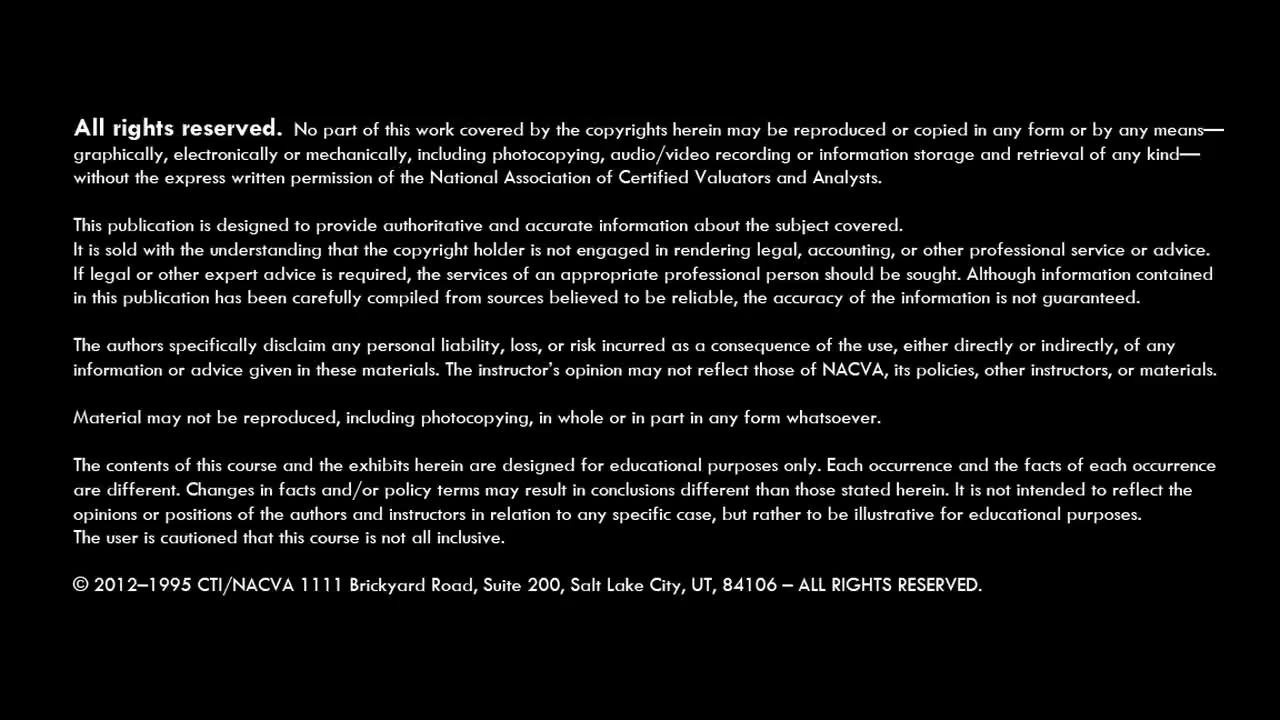 All rights reserved. No part of this work covered by the copyrights herein may be reproduced or copied in any form or by any means—
graphically, electronically or mechanically, including photocopying, audio/video recording or information storage and retrieval of any kind—
without the express written permission of the National Association of Certified Valuators and Analysts.
This publication is designed to provide authoritative and accurate information about the subject covered.
It is sold with the understanding that the copyright holder is not engaged in rendering legal, accounting, or other professional service or advice.
If legal or other expert advice is required, the services of an appropriate professional person should be sought. Although information contained
in this publication has been carefully compiled from sources believed to be reliable, the accuracy of the information is not guaranteed.
The authors specifically disclaim any personal liability, loss, or risk incurred as a consequence of the use, either directly or indirectly, of any
information or advice given in these materials. The instructor’s opinion may not reflect those of NACVA, its policies, other instructors, or materials.
Material may not be reproduced, including photocopying, in whole or in part in any form whatsoever.
The contents of this course and the exhibits herein are designed for educational purposes only. Each occurrence and the facts of each occurrence
are different. Changes in facts and/or policy terms may result in conclusions different than those stated herein. It is not intended to reflect the
opinions or positions of the authors and instructors in relation to any specific case, but rather to be illustrative for educational purposes.
The user is cautioned that this course is not all inclusive.
© 2012–1995 CTI/NACVA 1111 Brickyard Road, Suite 200, Salt Lake City, UT, 84106 – ALL RIGHTS RESERVED.